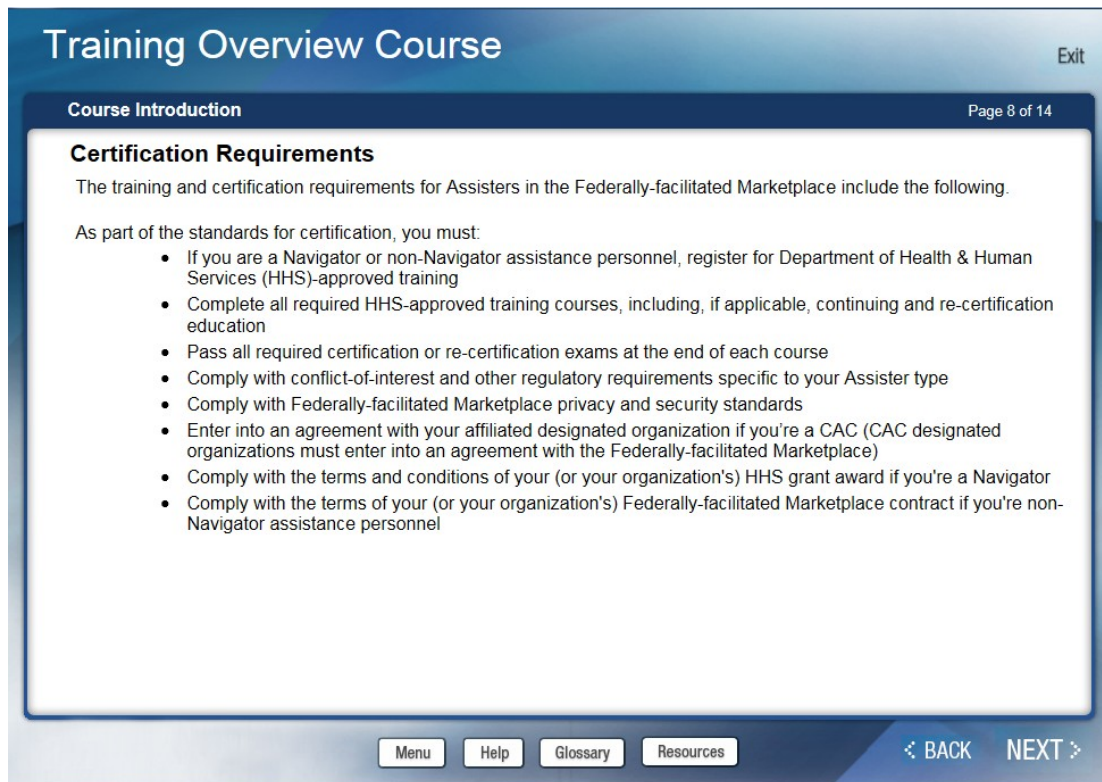 Training Overview Course
Exit
Course Introduction
Page 8 of 14
Certification Requirements
The training and certification requirements for Assisters in the Federally-facilitated Marketplace include the following.
As part of the standards for certification, you must:
• If you are a Navigator or non-Navigator assistance personnel, register for Department of Health & Human
Services (HHS)-approved training
• Complete all required HHS-approved training courses, including, if applicable, continuing and re-certification
education
• Pass all required certification or re-certification exams at the end of each course
• Comply with conflict-of-interest and other regulatory requirements specific to your Assister type
• Comply with Federally-facilitated Marketplace privacy and security standards
• Enter into an agreement with your affiliated designated organization if you’re a CAC (CAC designated
organizations must enter into an agreement with the Federally-facilitated Marketplace)
• Comply with the terms and conditions of your (or your organization's) HHS grant award if you're a Navigator
• Comply with the terms of your (or your organization's) Federally-facilitated Marketplace contract if you're non-
Navigator assistance personnel
Menu
Help
Glossary
Resources
< BACK
NEXT >